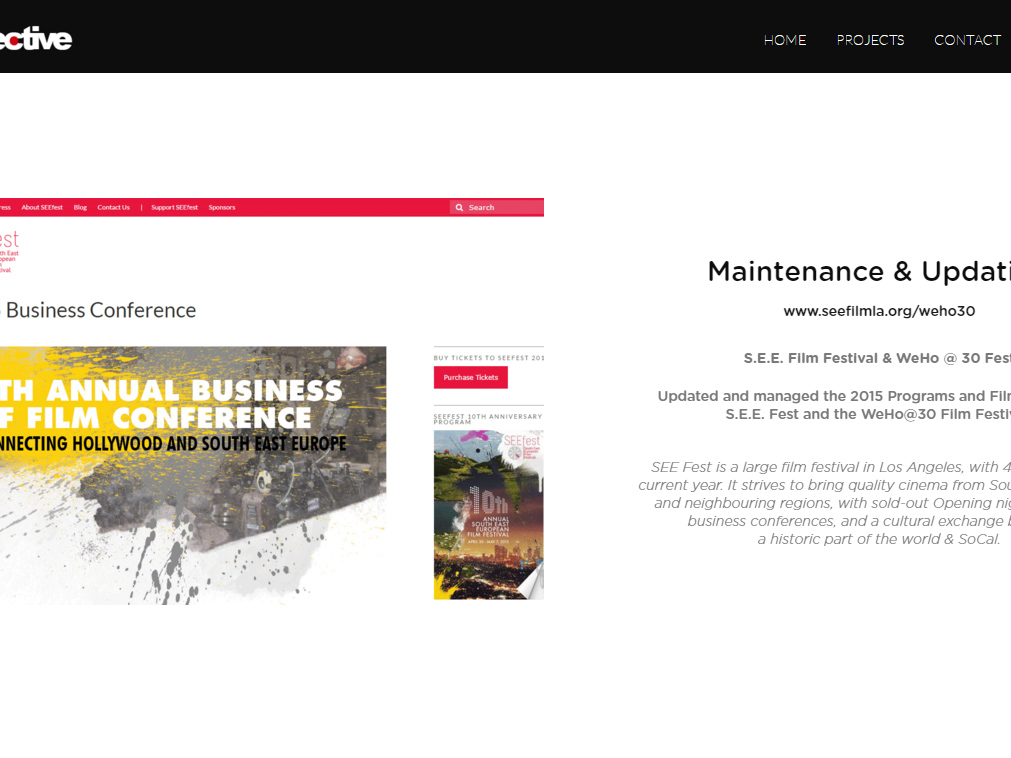 ective
HOME PROJECTS CONTACT
ress About SEEfest Blog Contact Us | Support SEEfest Sponsors Search
est
th East
ropean
tival
Business Conference
TH ANNUAL BUSINESS
F FILM CONFERENCE
NNECTING HOLLYWOOD AND SOUTH EAST EUROPE
BUY TICKETS TO SEEFEST 201
Purchase Tickets
SEEFEST 10TH ANNIVERSARY
PROGRAM
SEEfest
10th
ANNUAL
SOUTH EAST
EUROPEAN
FILM FESTIVAL
Maintenance & Updati
www.seefilmla.org/weho30
S.E.E. Film Festival & WeHo @ 30 Fest
Updated and managed the 2015 Programs and Film
S.E.E. Fest and the WeHo@30 Film Festiv
SEE Fest is a large film festival in Los Angeles, with 4
current year. It strives to bring quality cinema from Sou
and neighbouring regions, with sold-out Opening nig
business conferences, and a cultural exchange b
a historic part of the world & SoCal.